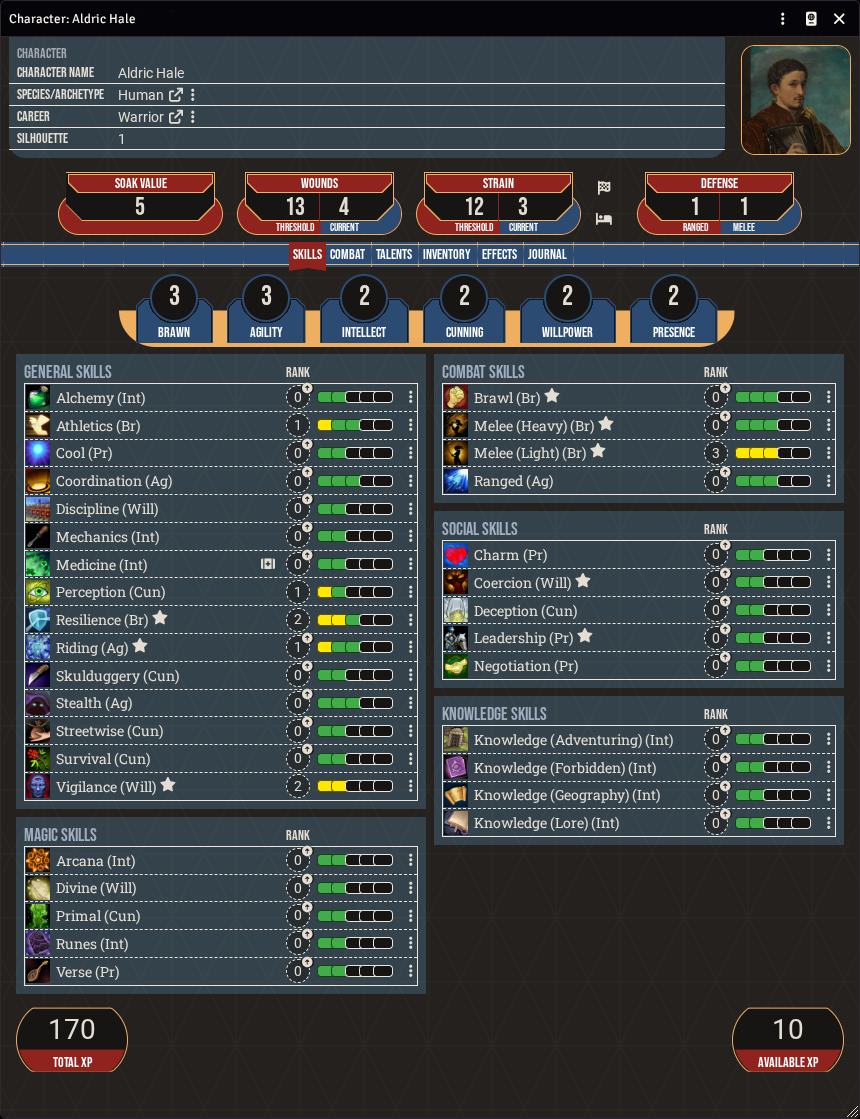 Character: Aldric Hale
CHARACTER
CHARACTER NAME Aldric Hale
SPECIES/ARCHETYPE Human
CAREER Warrior
SILHOUETTE 1
SOAK VALUE WOUNDS STRAIN DEFENSE
5 13 4 12 3 1 1
THRESHOLD CURRENT THRESHOLD CURRENT RANGED MELEE
SKILLS COMBAT TALENTS INVENTORY EFFECTS JOURNAL
3 3 2 2 2 2
BRAWN AGILITY INTELLECT CUNNING WILLPOWER PRESENCE
GENERAL SKILLS RANK
Alchemy (Int) 0
Athletics (Br) 1
Cool (Pr) 0
Coordination (Ag) 0
Discipline (Will) 0
Mechanics (Int) 0
Medicine (Int) 0
Perception (Cun) 1
Resilience (Br) 2
Riding (Ag) 1
Skulduggery (Cun) 0
Stealth (Ag) 0
Streetwise (Cun) 0
Survival (Cun) 0
Vigilance (Will) 2
MAGIC SKILLS RANK
Arcana (Int) 0
Divine (Will) 0
Primal (Cun) 0
Runes (Int) 0
Verse (Pr) 0
COMBAT SKILLS RANK
Brawl (Br) 0
Melee (Heavy) (Br) 0
Melee (Light) (Br) 3
Ranged (Ag) 0
SOCIAL SKILLS RANK
Charm (Pr) 0
Coercion (Will) 0
Deception (Cun) 0
Leadership (Pr) 0
Negotiation (Pr) 0
KNOWLEDGE SKILLS RANK
Knowledge (Adventuring) (Int) 0
Knowledge (Forbidden) (Int) 0
Knowledge (Geography) (Int) 0
Knowledge (Lore) (Int) 0
170
TOTAL XP
10
AVAILABLE XP